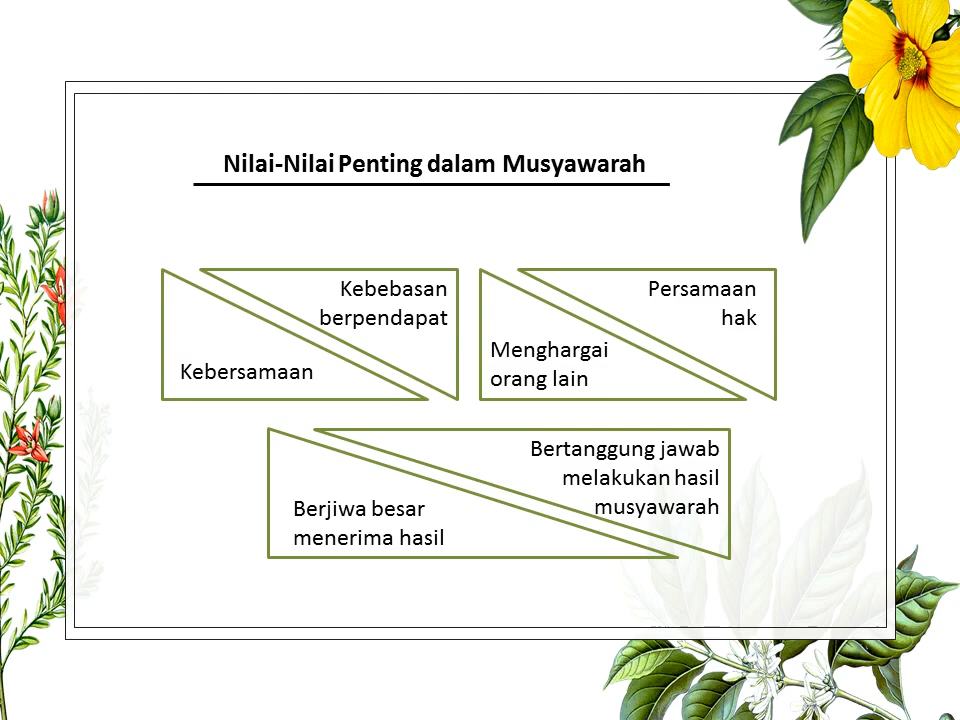 Nilai-Nilai Penting dalam Musyawarah
Kebersamaan
Kebebasan
berpendapat
Menghargai
orang lain
Persamaan
hak
Berjiwa besar
menerima hasil
Bertanggung jawab
melakukan hasil
musyawarah